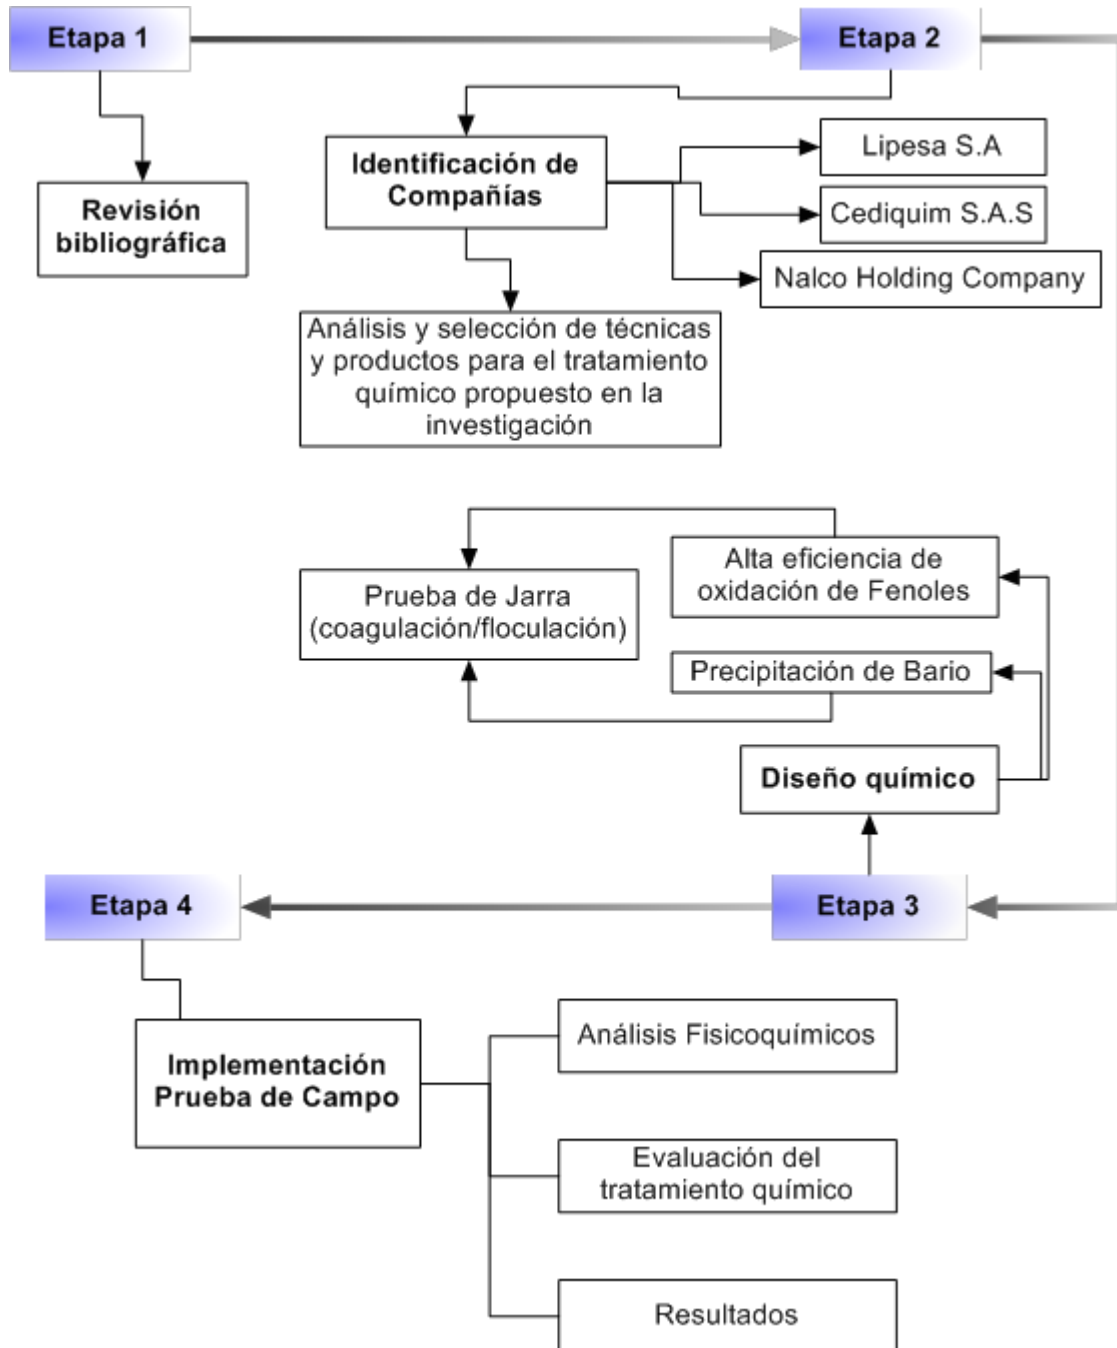 Etapa 1
Etapa 2
Revisión
bibliográfica
Identificación de
Compañías
Lipesa S.A
Cediquim S.A.S
Nalco Holding Company
Análisis y selección de técnicas
y productos para el tratamiento
químico propuesto en la
investigación
Prueba de Jarra
(coagulación/floculación)
Alta eficiencia de
oxidación de Fenoles
Precipitación de Bario
Diseño químico
Etapa 4
Etapa 3
Implementación
Prueba de Campo
Análisis Fisicoquímicos
Evaluación del
tratamiento químico
Resultados